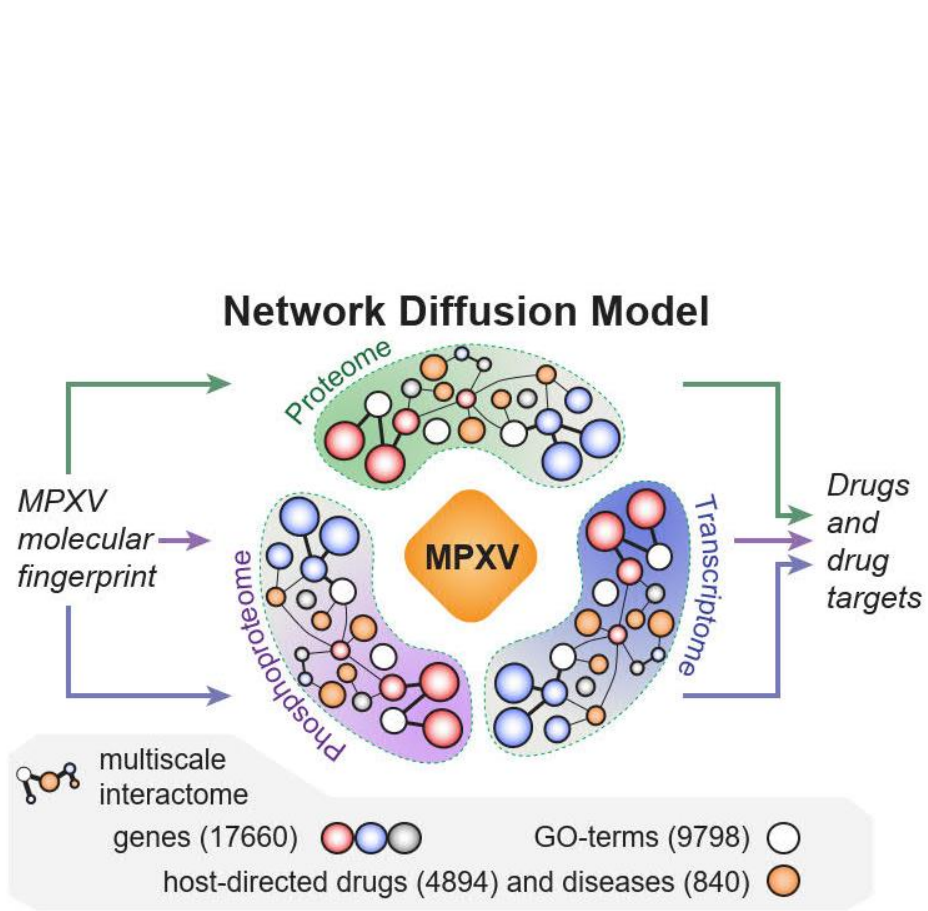 Network Diffusion Model
Proteome
MPXV
molecular
fingerprint
MPXV
Phosphoproteome
Transcriptome
Drugs
and
drug
targets
multiscale
interactome
genes (17660)
GO-terms (9798)
host-directed drugs (4894) and diseases (840)